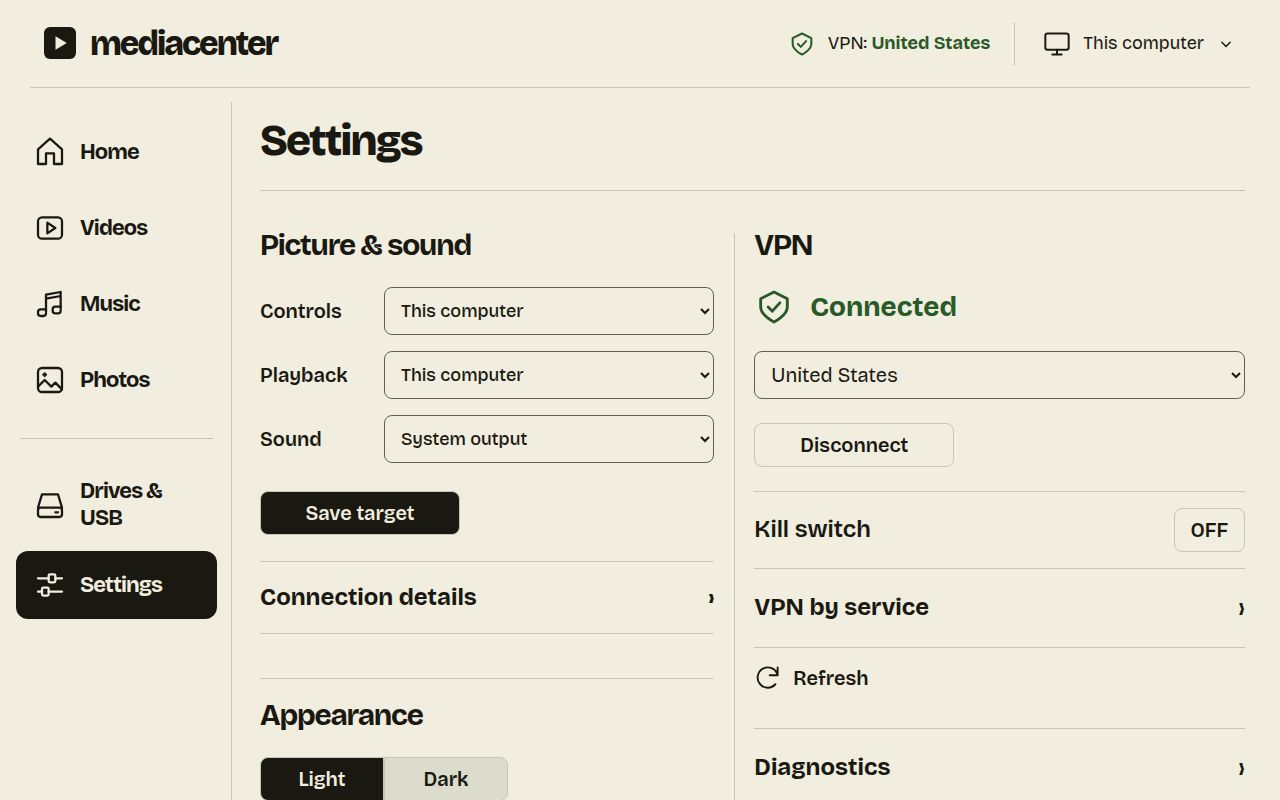 mediacenter
VPN: United States
This computer
Home
Videos
Music
Photos
Drives &
USB
Settings
Settings
Picture & sound
Controls
This computer
Playback
This computer
Sound
System output
Save target
Connection details
Appearance
Light
Dark
VPN
Connected
United States
Disconnect
Kill switch
OFF
VPN by service
Refresh
Diagnostics